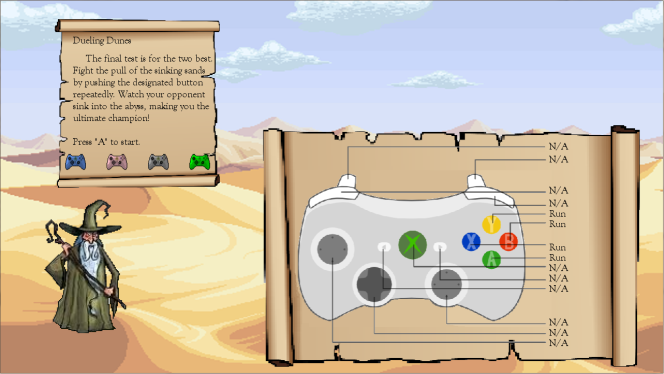 Dueling Dunes
The final test is for the two best.
Fight the pull of the sinking sands
by pushing the designated button
repeatedly. Watch your opponent
sink into the abyss, making you the
ultimate champion!
Press "A" to start.
N/A
N/A
N/A
N/A
Run
Run
Run
Run
N/A
N/A
N/A
N/A
N/A
N/A
Y
X
B
A
X